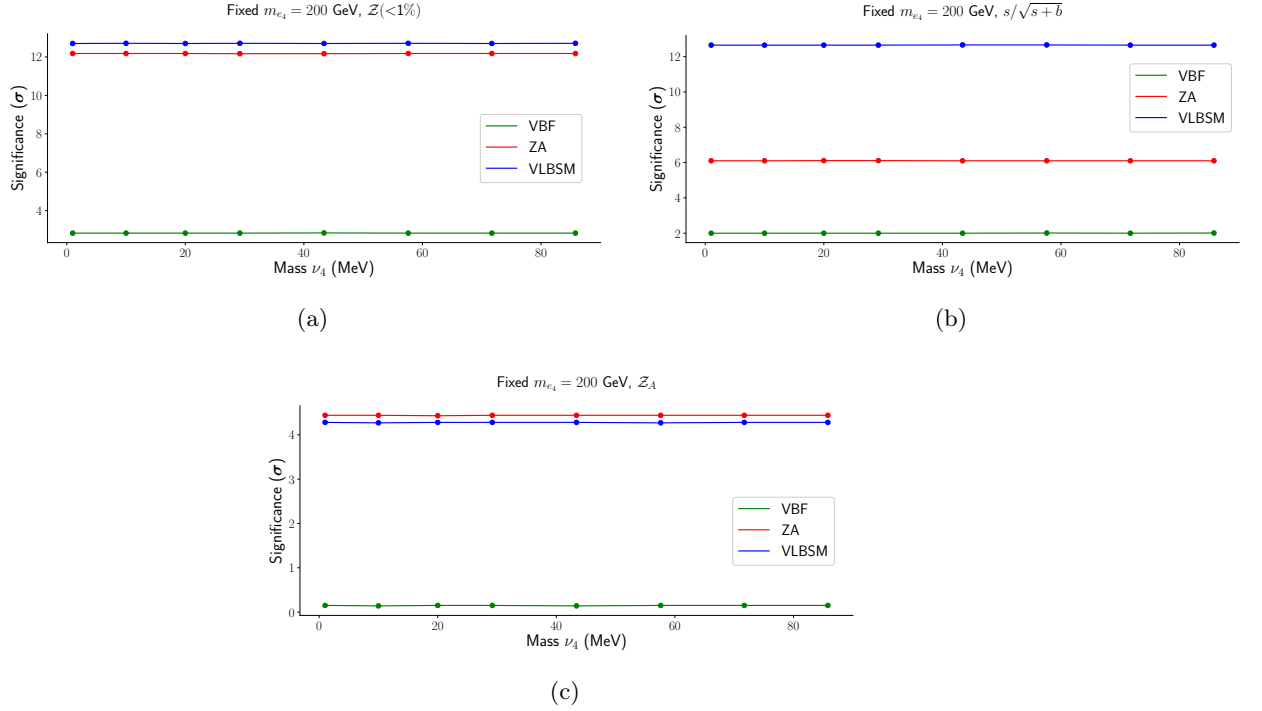 Fixed $m_{e_4} = 200$ GeV, $\mathcal{Z}(<1\%)$
Significance (σ)
12
10
8
6
4
VBF
ZA
VLBSM
0 20 40 60 80
Mass $\nu_4$ (MeV)
(a)
Fixed $m_{e_4} = 200$ GeV, $s/\sqrt{s+b}$
Significance (σ)
12
10
8
6
4
2
VBF
ZA
VLBSM
0 20 40 60 80
Mass $\nu_4$ (MeV)
(b)
Fixed $m_{e_4} = 200$ GeV, $\mathcal{Z}_A$
Significance (σ)
4
3
2
1
0
VBF
ZA
VLBSM
0 20 40 60 80
Mass $\nu_4$ (MeV)
(c)